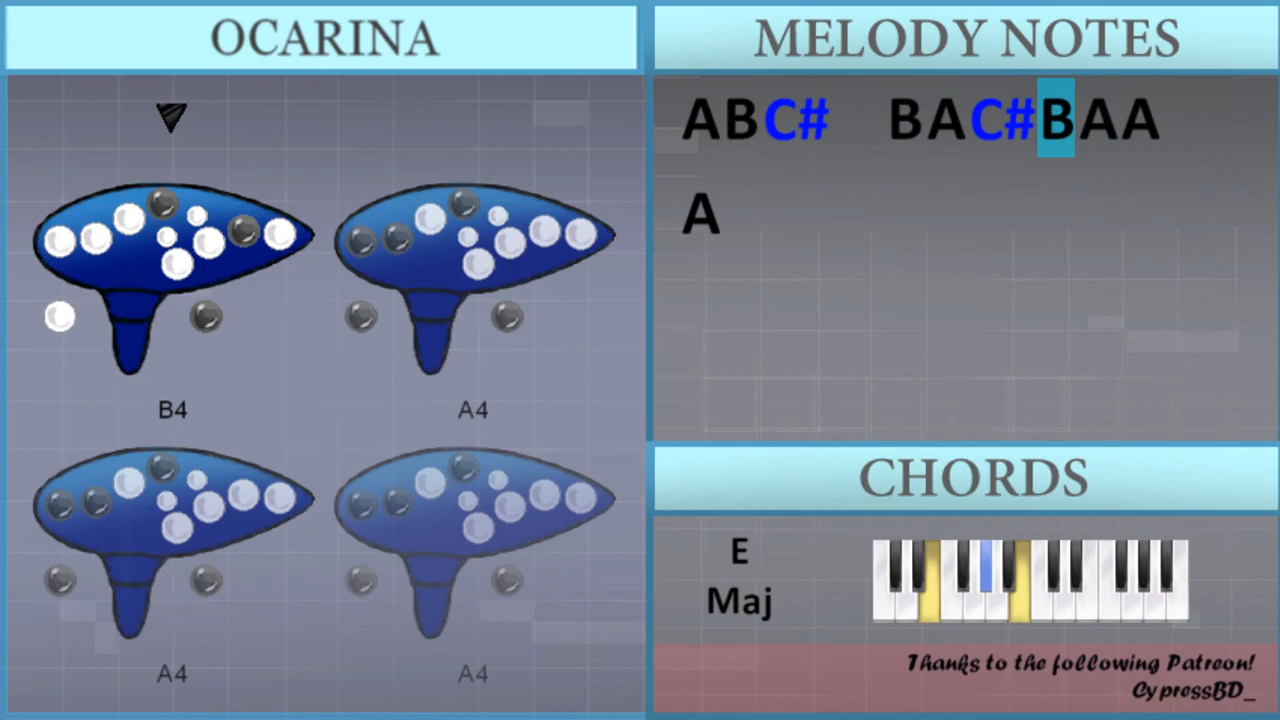 OCARINA
B4
A4
A4
A4
MELODY NOTES
ABC# BAC#BAA
A
CHORDS
E
Maj
Thanks to the following Patreon!
CypressBD_